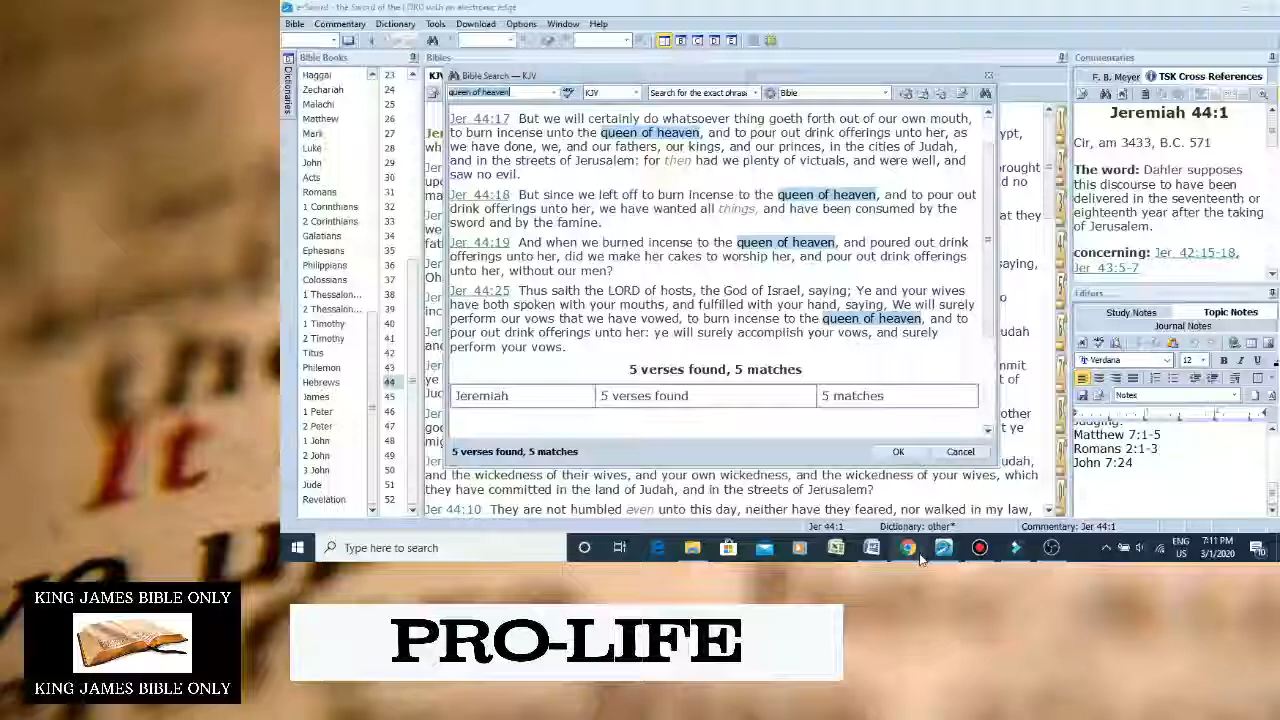 e-Sword - the Sword of the LORD with an electronic edge
Bible Commentary Dictionary Tools Download Options Window Help
Dictionaries
Bible Books
Haggai
Zechariah
Malachi
Matthew
Mark
Luke
John
Acts
Romans
1 Corinthians
2 Corinthians
Galatians
Ephesians
Philippians
Colossians
1 Thessalon...
2 Thessalon...
1 Timothy
2 Timothy
Titus
Philemon
Hebrews
James
1 Peter
2 Peter
1 John
2 John
3 John
Jude
Revelation
23
24
25
26
27
28
29
30
31
32
33
34
35
36
37
38
39
40
41
42
43
44
45
46
47
48
49
50
51
52
Bibles
Bible Search — KJV
queen of heaven KJV Search for the exact phrase Bible
Jer 44:17 But we will certainly do whatsoever thing goeth forth out of our own mouth,
to burn incense unto the queen of heaven, and to pour out drink offerings unto her, as
we have done, we, and our fathers, our kings, and our princes, in the cities of Judah,
and in the streets of Jerusalem: for then had we plenty of victuals, and were well, and
saw no evil.
Jer 44:18 But since we left off to burn incense to the queen of heaven, and to pour out
drink offerings unto her, we have wanted all things, and have been consumed by the
sword and by the famine.
Jer 44:19 And when we burned incense to the queen of heaven, and poured out drink
offerings unto her, did we make her cakes to worship her, and pour out drink offerings
unto her, without our men?
Jer 44:25 Thus saith the LORD of hosts, the God of Israel, saying; Ye and your wives
have both spoken with your mouths, and fulfilled with your hand, saying, We will surely
perform our vows that we have vowed, to burn incense to the queen of heaven, and to
pour out drink offerings unto her: ye will surely accomplish your vows, and surely
perform your vows.
5 verses found, 5 matches
Jeremiah 5 verses found 5 matches
5 verses found, 5 matches OK Cancel
and the wickedness of their wives, and your own wickedness, and the wickedness of your wives, which
they have committed in the land of Judah, and in the streets of Jerusalem?
Jer 44:10 They are not humbled even unto this day, neither have they feared, nor walked in my law,
Commentaries
F. B. Meyer TSK Cross References
Jeremiah 44:1
Cir, am 3433, B.C. 571
The word: Dahler supposes
this discourse to have been
delivered in the seventeenth or
eighteenth year after the taking
of Jerusalem.
concerning: Jer_42:15-18,
Jer_43:5-7
Editors
Study Notes Topic Notes
Journal Notes
Verdana 12 B I U
Notes
Judging:
Matthew 7:1-5
Romans 2:1-3
John 7:24
Jer 44:1 Dictionary: other* Commentary: Jer 44:1
Type here to search
ENG
US
7:11 PM
3/1/2020
KING JAMES BIBLE ONLY
KING JAMES BIBLE ONLY
PRO-LIFE
It